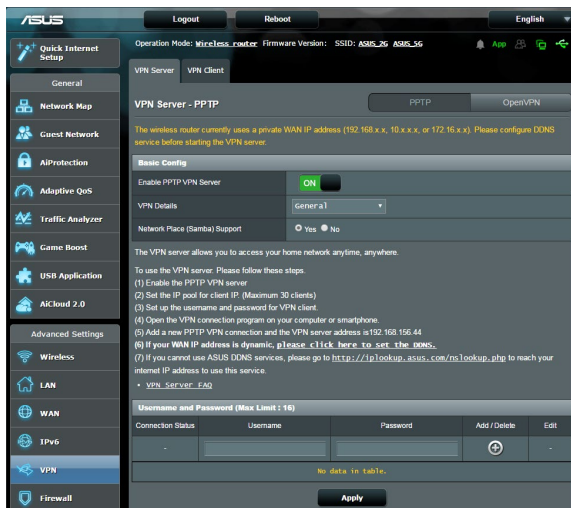 ASUS
Logout
Reboot
English
Quick Internet
Setup
Operation Mode: Wireless router Firmware Version: SSID: ASUS_2G ASUS_5G
App
VPN Server
VPN Client
General
Network Map
Guest Network
AiProtection
Adaptive QoS
Traffic Analyzer
Game Boost
USB Application
AiCloud 2.0
Advanced Settings
Wireless
LAN
WAN
IPv6
VPN
Firewall
VPN Server - PPTP
PPTP
OpenVPN
The wireless router currently uses a private WAN IP address (192.168.x.x, 10.x.x.x, or 172.16.x.x). Please configure DDNS
service before starting the VPN server.
Basic Config
Enable PPTP VPN Server
ON
VPN Details
General
Network Place (Samba) Support
Yes
No
The VPN server allows you to access your home network anytime, anywhere.
To use the VPN server. Please follow these steps.
(1) Enable the PPTP VPN server
(2) Set the IP pool for client IP. (Maximum 30 clients)
(3) Set up the username and password for VPN client.
(4) Open the VPN connection program on your computer or smartphone.
(5) Add a new PPTP VPN connection and the VPN server address is192.168.156.44
(6) If your WAN IP address is dynamic, please click here to set the DDNS.
(7) If you cannot use ASUS DDNS services, please go to http://iplookup.asus.com/nslookup.php to reach your
internet IP address to use this service.
• VPN Server FAQ
Username and Password (Max Limit : 16)
Connection Status
Username
Password
Add / Delete
Edit
-
-
No data in table.
Apply